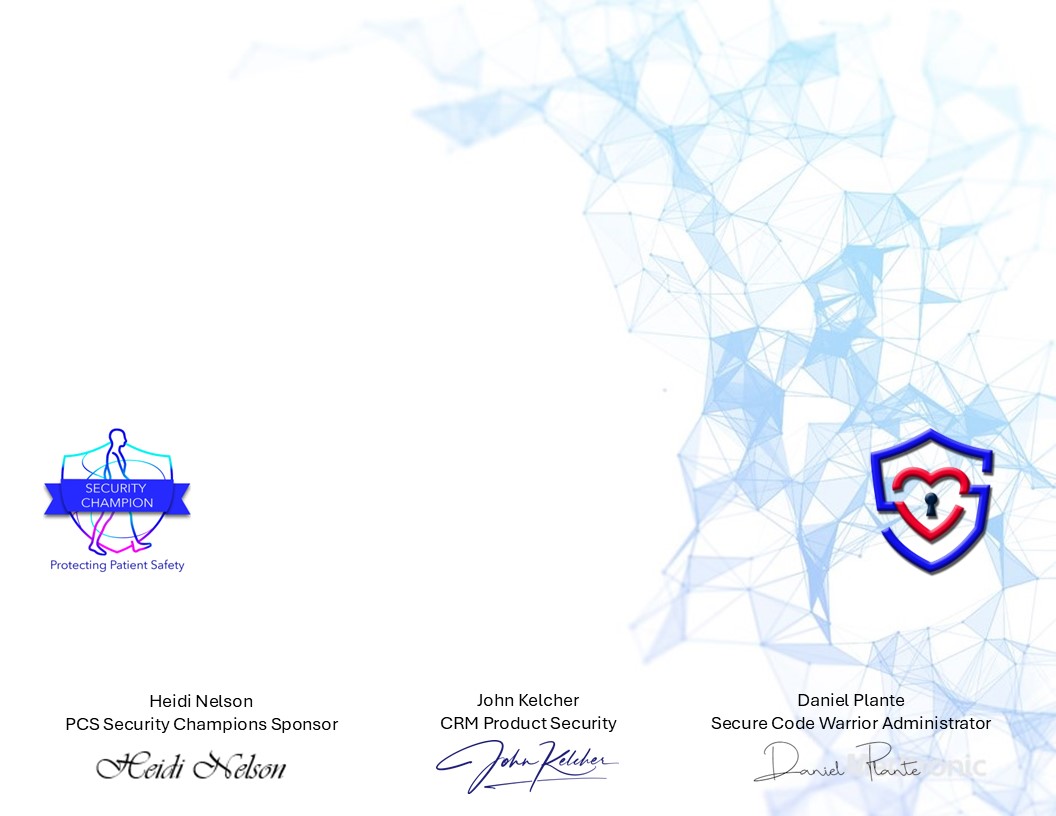 SECURITY
CHAMPION
Protecting Patient Safety
Heidi Nelson
PCS Security Champions Sponsor
Heidi Nelson
John Kelcher
CRM Product Security
John Kelcher
Daniel Plante
Secure Code Warrior Administrator
Daniel Plante